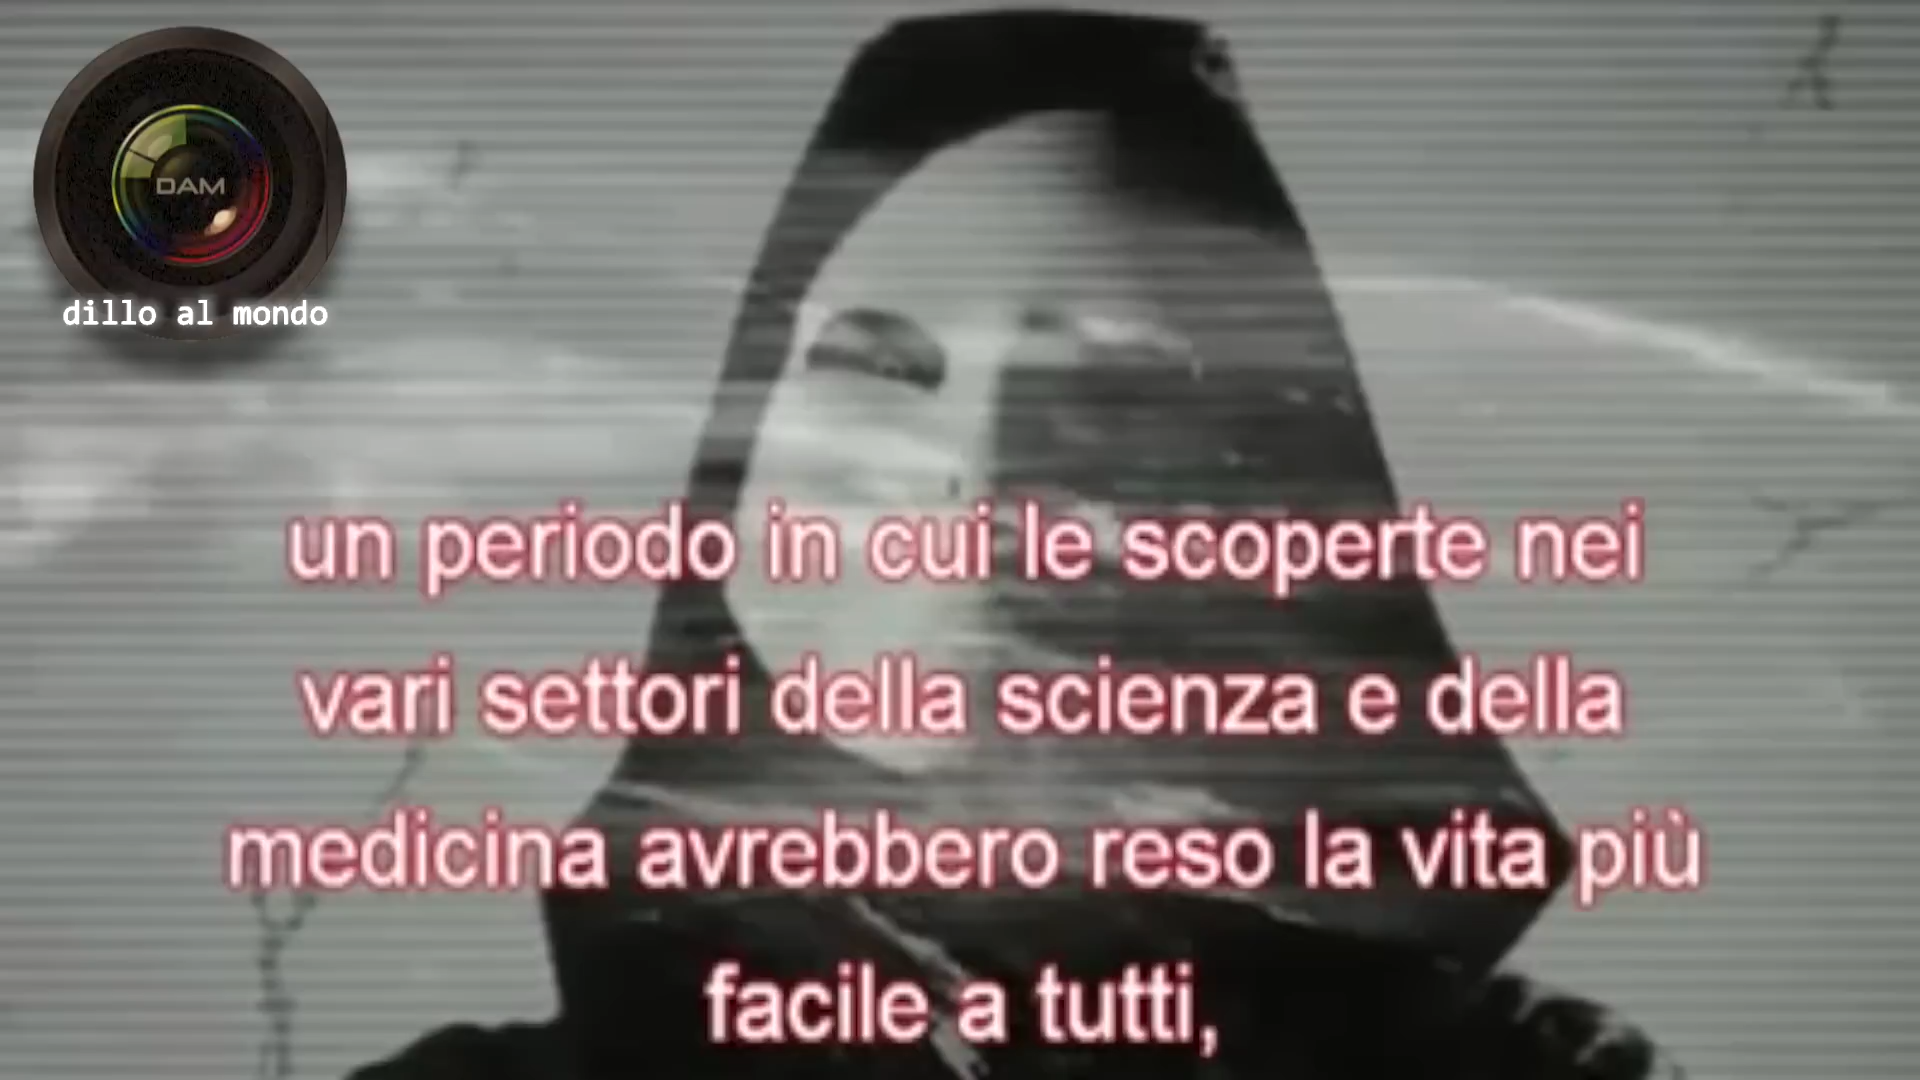 DAM
dillo al mondo
un periodo in cui le scoperte nei
vari settori della scienza e della
medicina avrebbero reso la vita più
facile a tutti,